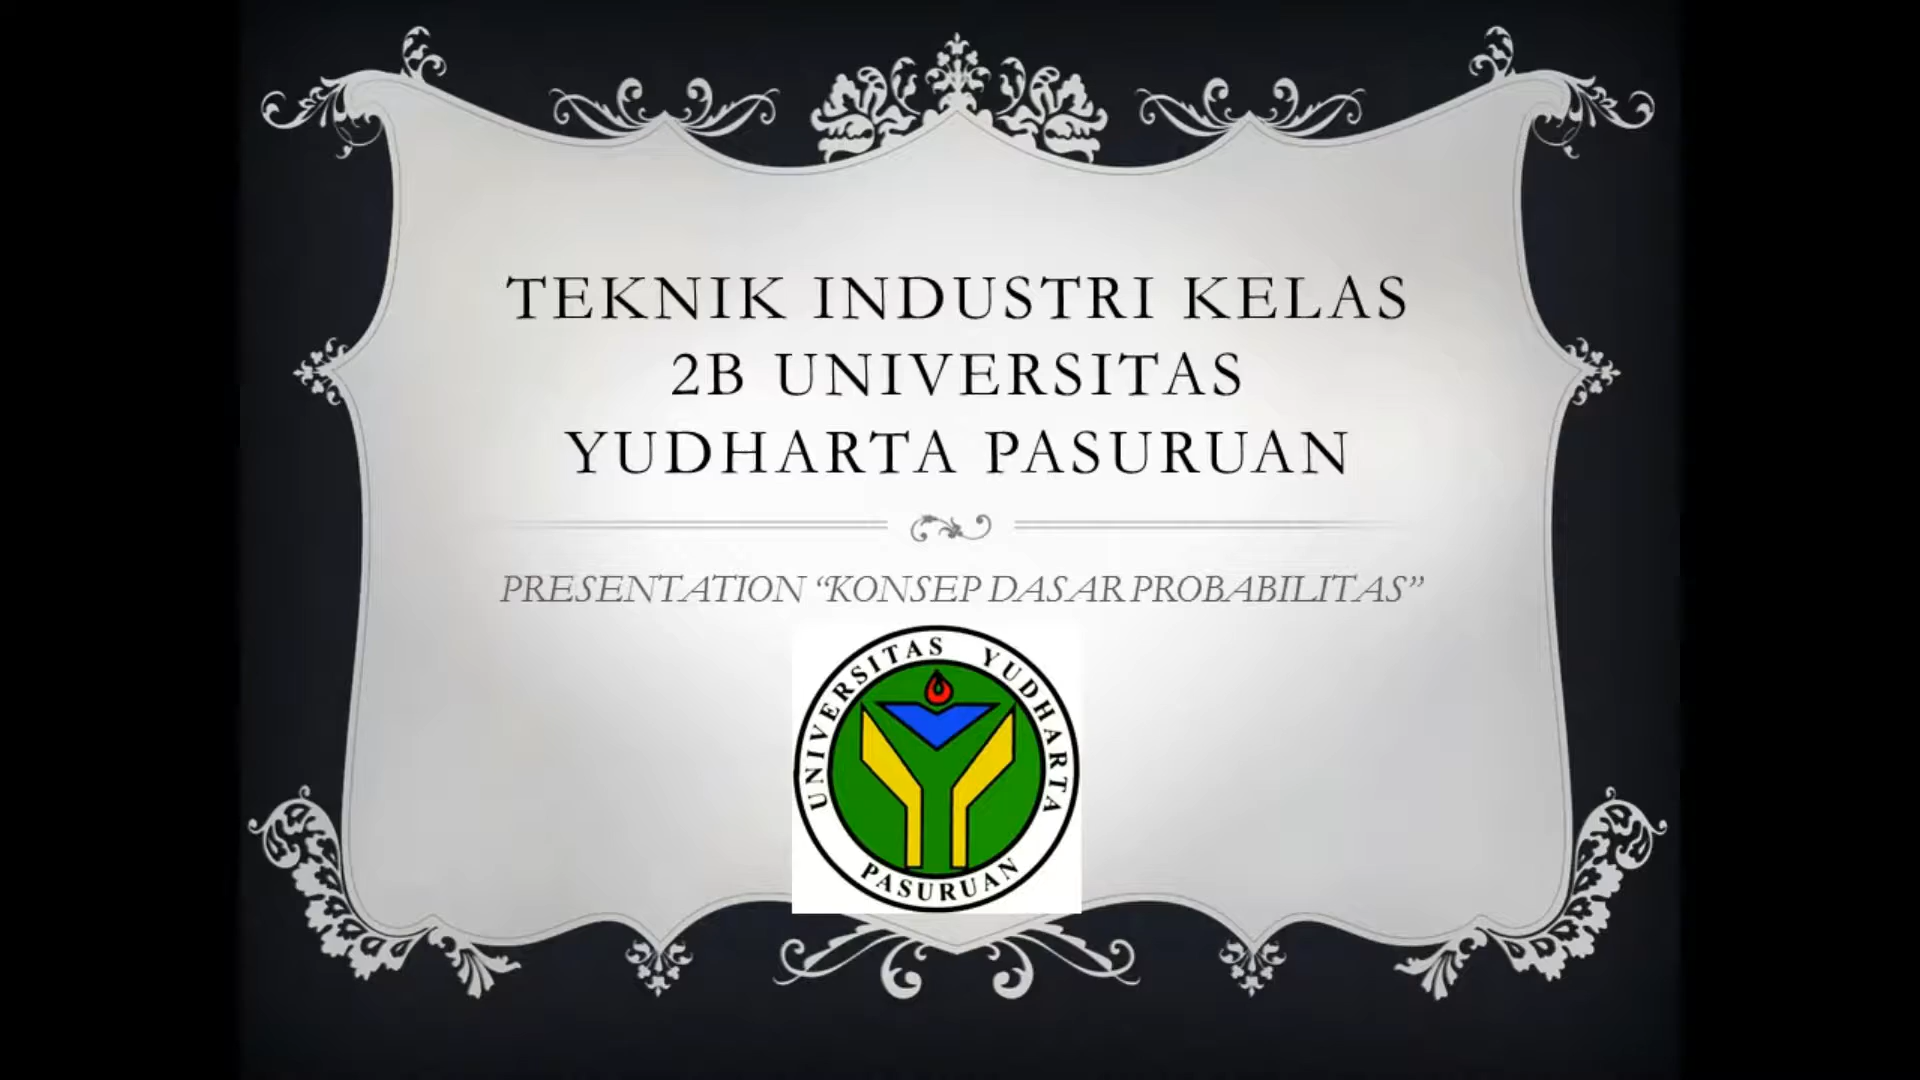 TEKNIK INDUSTRI KELAS
2B UNIVERSITAS
YUDHARTA PASURUAN
PRESENTATION “KONSEP DASAR PROBABILITAS”
UNIVERSITAS YUDHARTA
PASURUAN